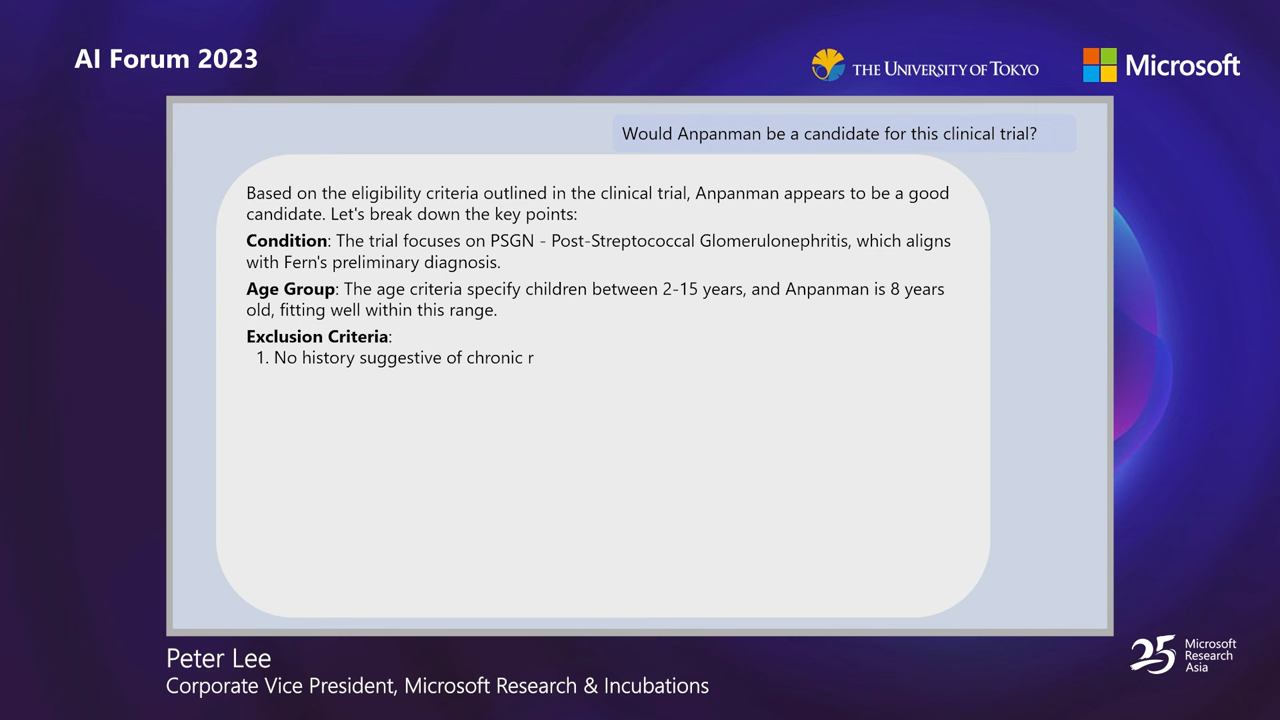 AI Forum 2023
THE UNIVERSITY OF TOKYO
Microsoft
Would Anpanman be a candidate for this clinical trial?
Based on the eligibility criteria outlined in the clinical trial, Anpanman appears to be a good
candidate. Let's break down the key points:
Condition: The trial focuses on PSGN - Post-Streptococcal Glomerulonephritis, which aligns
with Fern's preliminary diagnosis.
Age Group: The age criteria specify children between 2-15 years, and Anpanman is 8 years
old, fitting well within this range.
Exclusion Criteria:
1. No history suggestive of chronic r
Peter Lee
Corporate Vice President, Microsoft Research & Incubations
25
Microsoft
Research
Asia